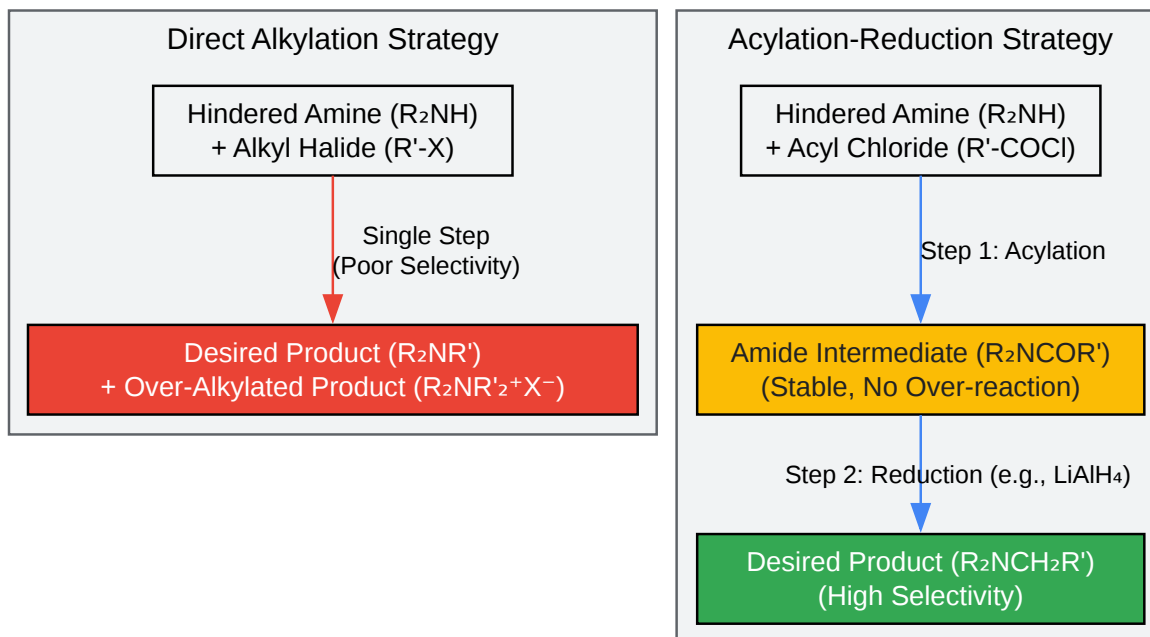 Direct Alkylation Strategy
Hindered Amine (R₂NH)
+ Alkyl Halide (R'-X)
Single Step
(Poor Selectivity)
Desired Product (R₂NR')
+ Over-Alkylated Product (R₂NR'₂⁺X⁻)
Acylation-Reduction Strategy
Hindered Amine (R₂NH)
+ Acyl Chloride (R'-COCl)
Step 1: Acylation
Amide Intermediate (R₂NCOR')
(Stable, No Over-reaction)
Step 2: Reduction (e.g., LiAlH₄)
Desired Product (R₂NCH₂R')
(High Selectivity)